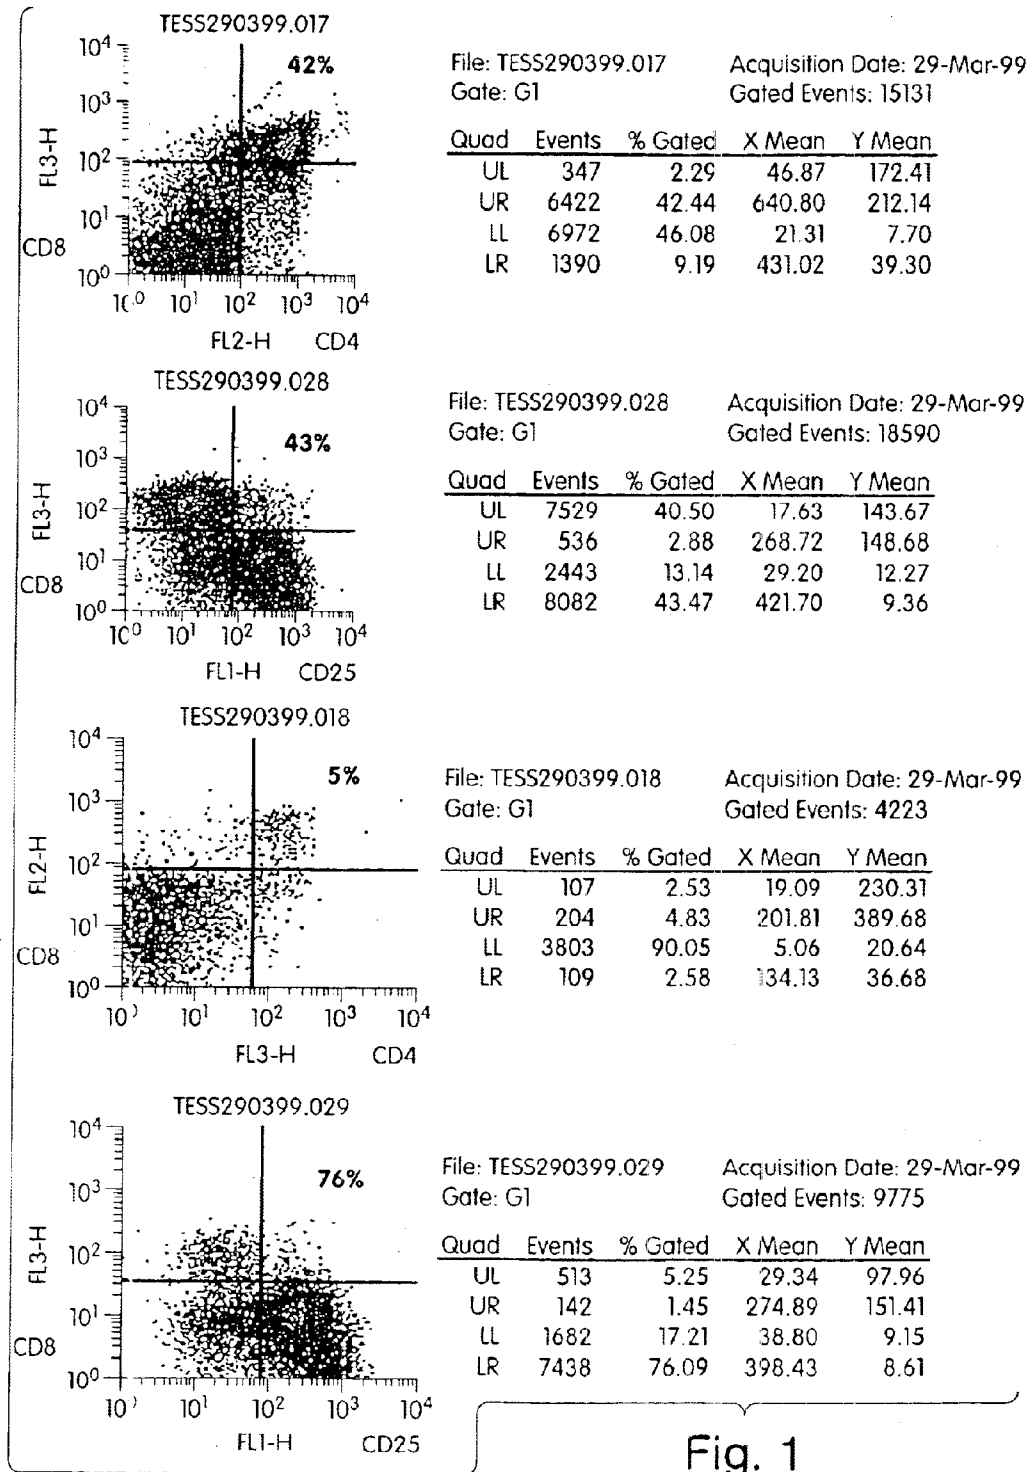 TESS290399.017
10⁴
10³
10²
10¹
10⁰
FL3-H
CD8
42%
10⁰ 10¹ 10² 10³ 10⁴
FL2-H CD4
File: TESS290399.017 Acquisition Date: 29-Mar-99
Gate: G1 Gated Events: 15131
Quad Events % Gated X Mean Y Mean
UL 347 2.29 46.87 172.41
UR 6422 42.44 640.80 212.14
LL 6972 46.08 21.31 7.70
LR 1390 9.19 431.02 39.30
TESS290399.028
10⁴
10³
10²
10¹
10⁰
FL3-H
CD8
43%
10⁰ 10¹ 10² 10³ 10⁴
FL1-H CD25
File: TESS290399.028 Acquisition Date: 29-Mar-99
Gate: G1 Gated Events: 18590
Quad Events % Gated X Mean Y Mean
UL 7529 40.50 17.63 143.67
UR 536 2.88 268.72 148.68
LL 2443 13.14 29.20 12.27
LR 8082 43.47 421.70 9.36
TESS290399.018
10⁴
10³
10²
10¹
10⁰
FL2-H
CD8
5%
10⁰ 10¹ 10² 10³ 10⁴
FL3-H CD4
File: TESS290399.018 Acquisition Date: 29-Mar-99
Gate: G1 Gated Events: 4223
Quad Events % Gated X Mean Y Mean
UL 107 2.53 19.09 230.31
UR 204 4.83 201.81 389.68
LL 3803 90.05 5.06 20.64
LR 109 2.58 134.13 36.68
TESS290399.029
10⁴
10³
10²
10¹
10⁰
FL3-H
CD8
76%
10⁰ 10¹ 10² 10³ 10⁴
FL1-H CD25
File: TESS290399.029 Acquisition Date: 29-Mar-99
Gate: G1 Gated Events: 9775
Quad Events % Gated X Mean Y Mean
UL 513 5.25 29.34 97.96
UR 142 1.45 274.89 151.41
LL 1682 17.21 38.80 9.15
LR 7438 76.09 398.43 8.61
Fig. 1